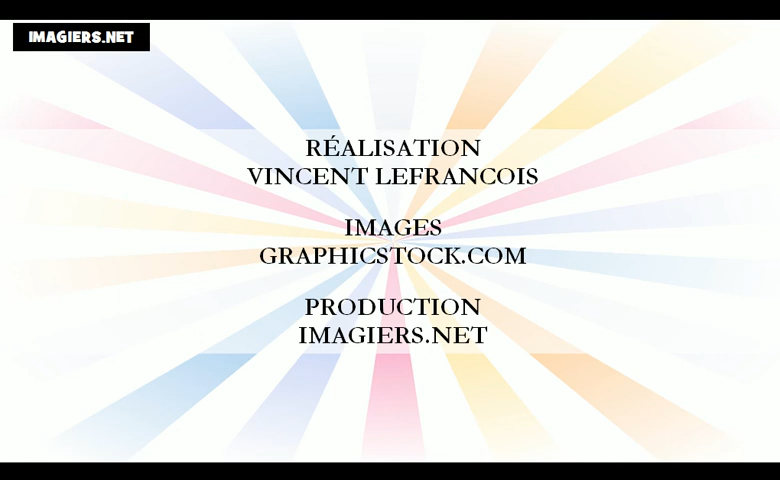 IMAGIERS.NET
RÉALISATION
VINCENT LEFRANCOIS
IMAGES
GRAPHICSTOCK.COM
PRODUCTION
IMAGIERS.NET